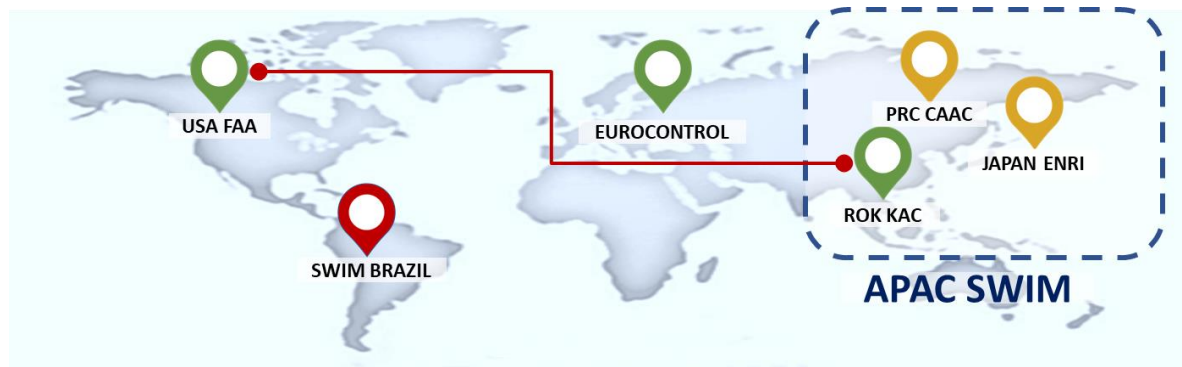 USA FAA
EUROCONTROL
PRC CAAC
JAPAN ENRI
ROK KAC
SWIM BRAZIL
APAC SWIM